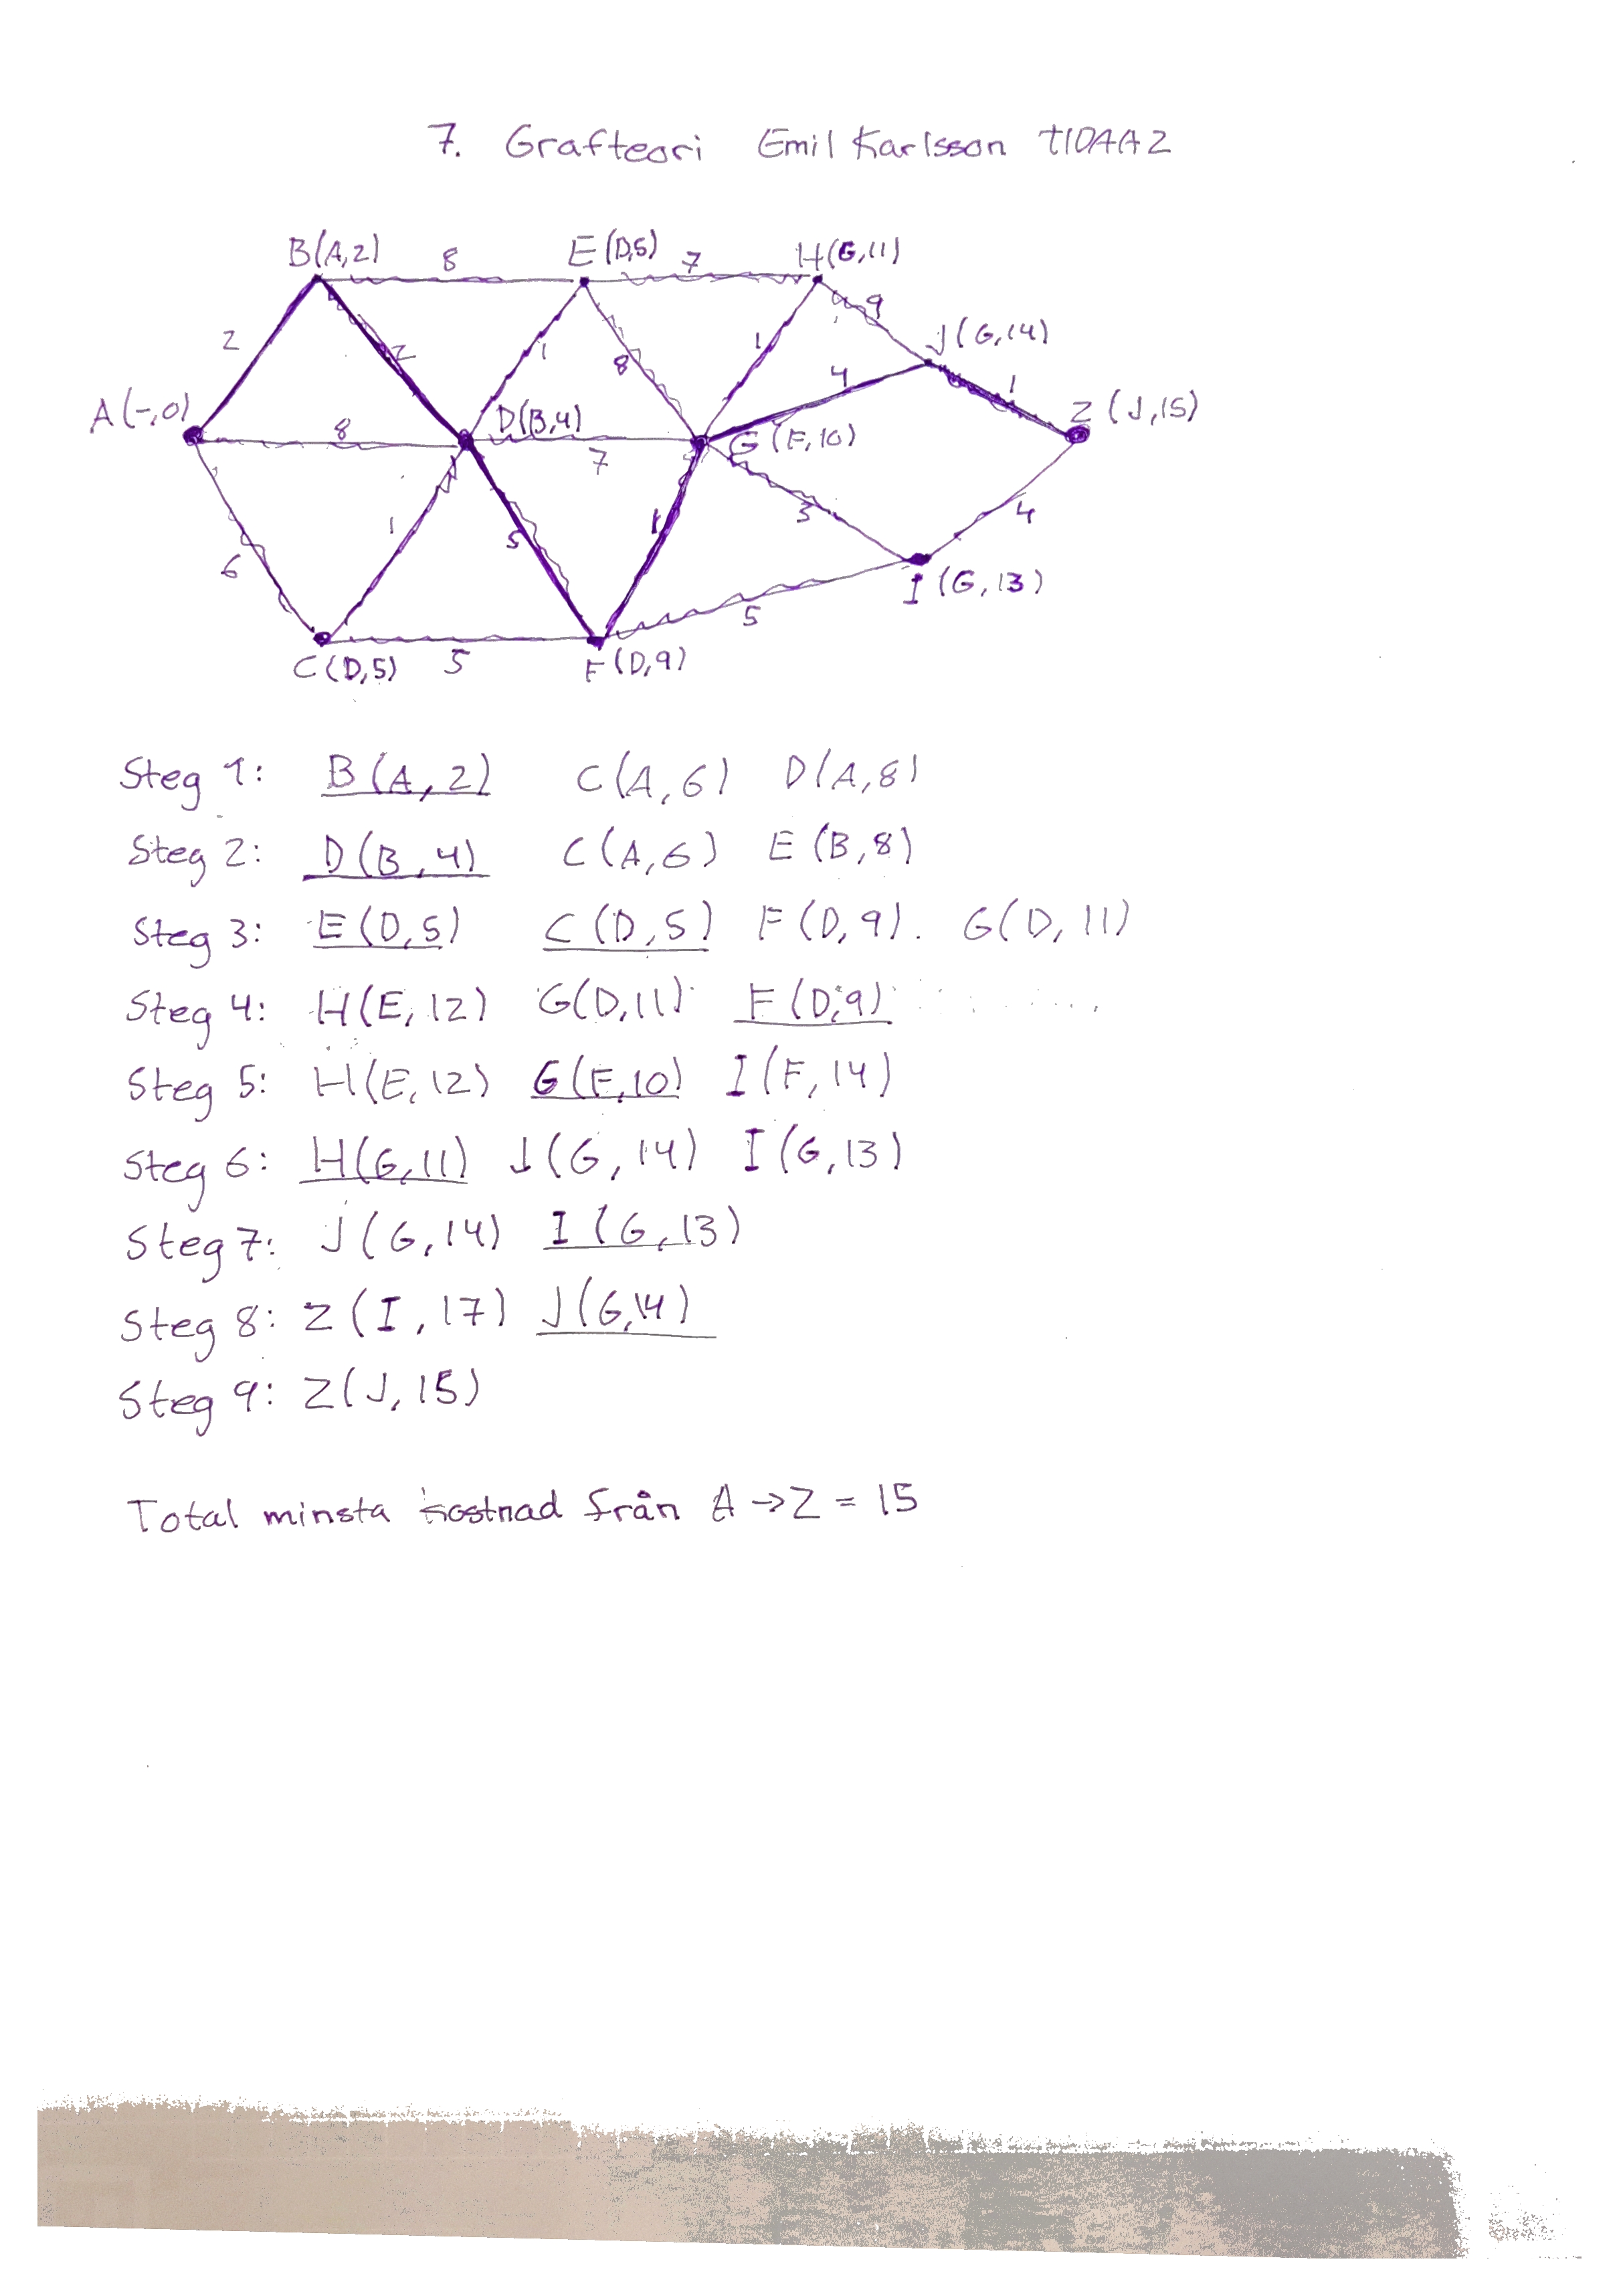 7. Grafteori Emil Karlsson TIDAA2
B(A,2) 8 E(D,5) 7 H(G,11)
9
2 2 1 8 1 J(G,14)
4 1
A(-,0) 8 D(B,4) 7 G(F,10) Z(J,15)
6 1 5 1 3 4
I(G,13)
5
C(D,5) 5 F(D,9)
Steg 1: B(A,2) C(A,6) D(A,8)
Steg 2: D(B,4) C(A,6) E(B,8)
Steg 3: E(D,5) C(D,5) F(D,9). G(D,11)
Steg 4: H(E,12) G(D,11) F(D,9)
Steg 5: H(E,12) G(F,10) I(F,14)
Steg 6: H(G,11) J(G,14) I(G,13)
Steg 7: J(G,14) I(G,13)
Steg 8: Z(I,17) J(G,14)
Steg 9: Z(J,15)
Total minsta kostnad från A->Z = 15